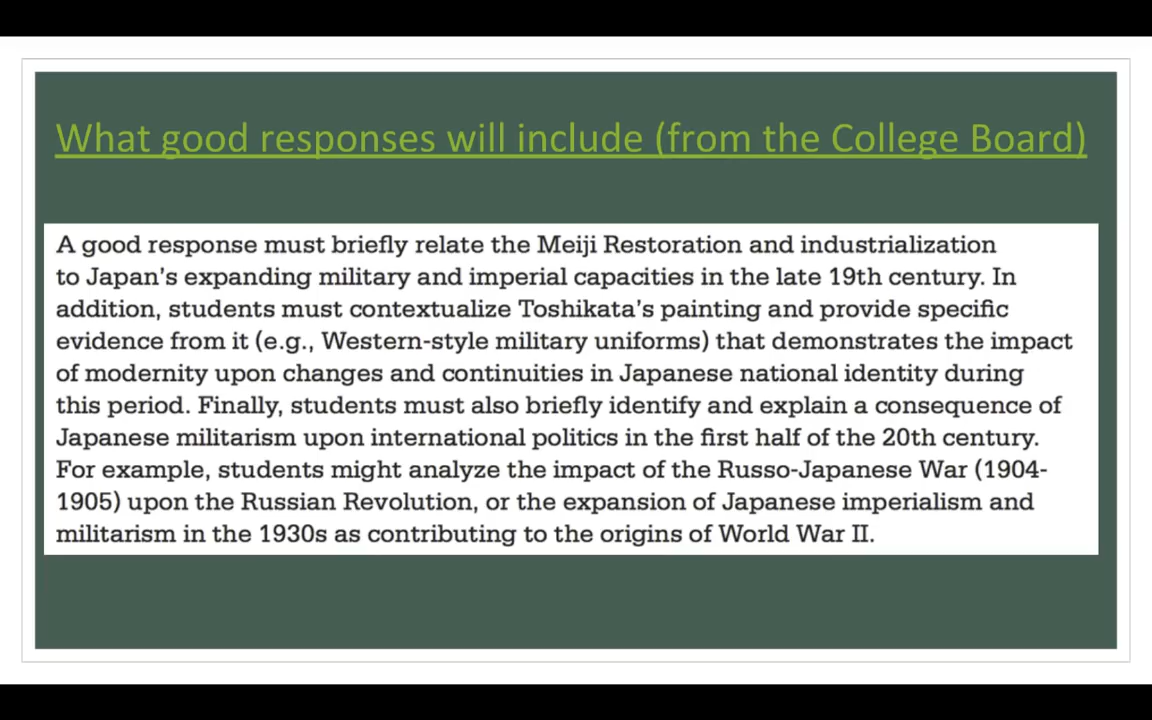 What good responses will include (from the College Board)
A good response must briefly relate the Meiji Restoration and industrialization
to Japan's expanding military and imperial capacities in the late 19th century. In
addition, students must contextualize Toshikata's painting and provide specific
evidence from it (e.g., Western-style military uniforms) that demonstrates the impact
of modernity upon changes and continuities in Japanese national identity during
this period. Finally, students must also briefly identify and explain a consequence of
Japanese militarism upon international politics in the first half of the 20th century.
For example, students might analyze the impact of the Russo-Japanese War (1904-
1905) upon the Russian Revolution, or the expansion of Japanese imperialism and
militarism in the 1930s as contributing to the origins of World War II.